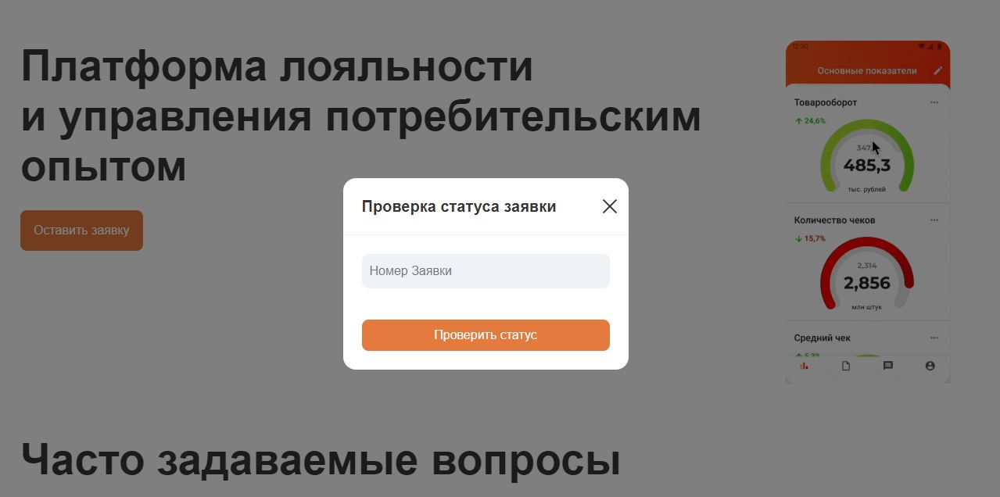 Платформа лояльности
и управления потребительским
опытом
Оставить заявку
Проверка статуса заявки
Номер Заявки
Проверить статус
12:30
Основные показатели
Товарооборот
24,6%
485,3
тыс. рублей
Количество чеков
15,7%
2,314
2,856
млн штук
Средний чек
5,3%
Часто задаваемые вопросы